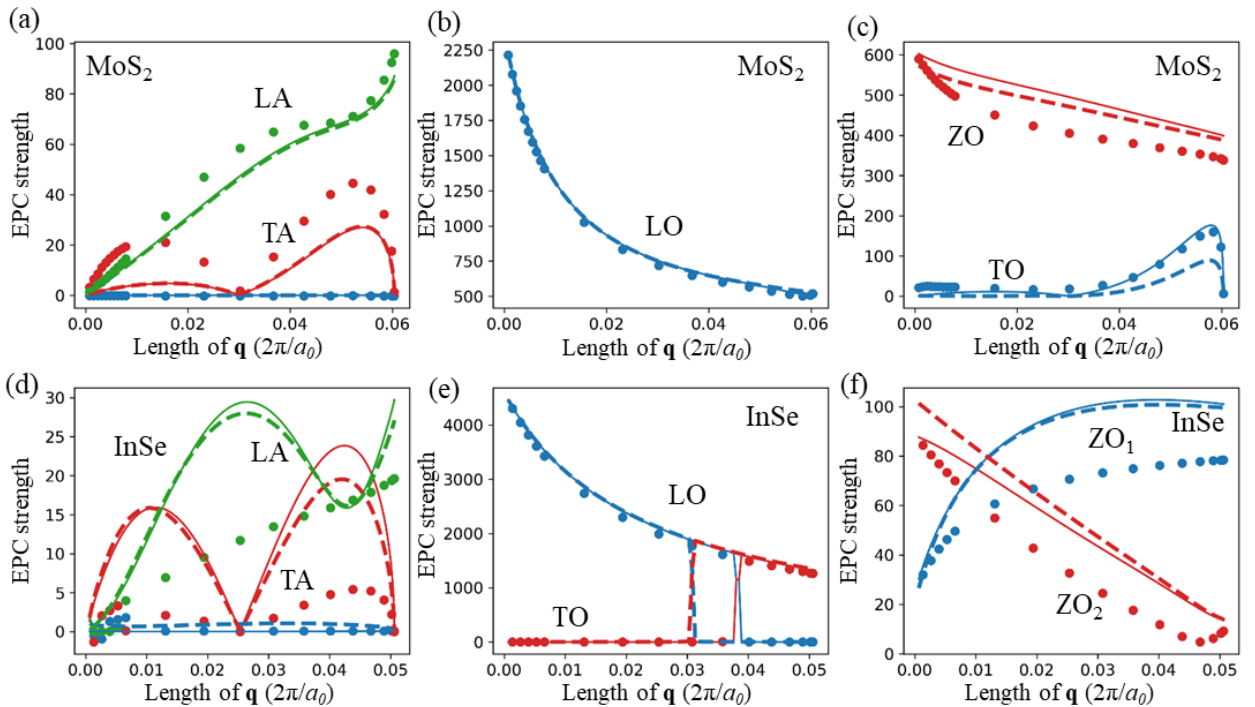 (a)
100
80
60
40
20
0
EPC strength
MoS₂
LA
TA
0.00 0.02 0.04 0.06
Length of q (2π/a₀)
(b)
2250
2000
1750
1500
1250
1000
750
500
EPC strength
MoS₂
LO
0.00 0.02 0.04 0.06
Length of q (2π/a₀)
(c)
600
500
400
300
200
100
0
EPC strength
MoS₂
ZO
TO
0.00 0.02 0.04 0.06
Length of q (2π/a₀)
(d)
30
25
20
15
10
5
0
EPC strength
InSe
LA
TA
0.00 0.01 0.02 0.03 0.04 0.05
Length of q (2π/a₀)
(e)
4000
3000
2000
1000
0
EPC strength
InSe
LO
TO
0.00 0.01 0.02 0.03 0.04 0.05
Length of q (2π/a₀)
(f)
100
80
60
40
20
0
EPC strength
InSe
ZO₁
ZO₂
0.00 0.01 0.02 0.03 0.04 0.05
Length of q (2π/a₀)